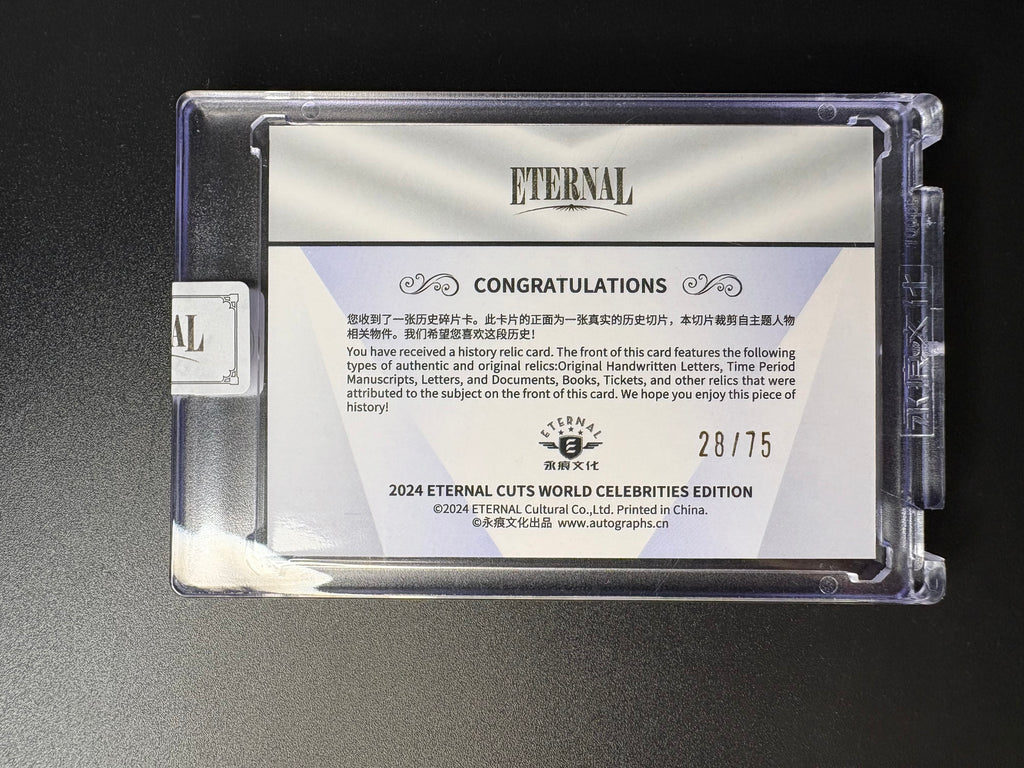 ETERNAL
CONGRATULATIONS
您收到了一张历史碎片卡。此卡片的正面为一张真实的历史切片，本切片裁剪自主题人物
相关物件。我们希望您喜欢这段历史！
You have received a history relic card. The front of this card features the following
types of authentic and original relics:Original Handwritten Letters, Time Period
Manuscripts, Letters, and Documents, Books, Tickets, and other relics that were
attributed to the subject on the front of this card. We hope you enjoy this piece of
history!
ETERNAL
E
永痕文化
28/75
2024 ETERNAL CUTS WORLD CELEBRITIES EDITION
©2024 ETERNAL Cultural Co.,Ltd. Printed in China.
©永痕文化出品 www.autographs.cn
AL